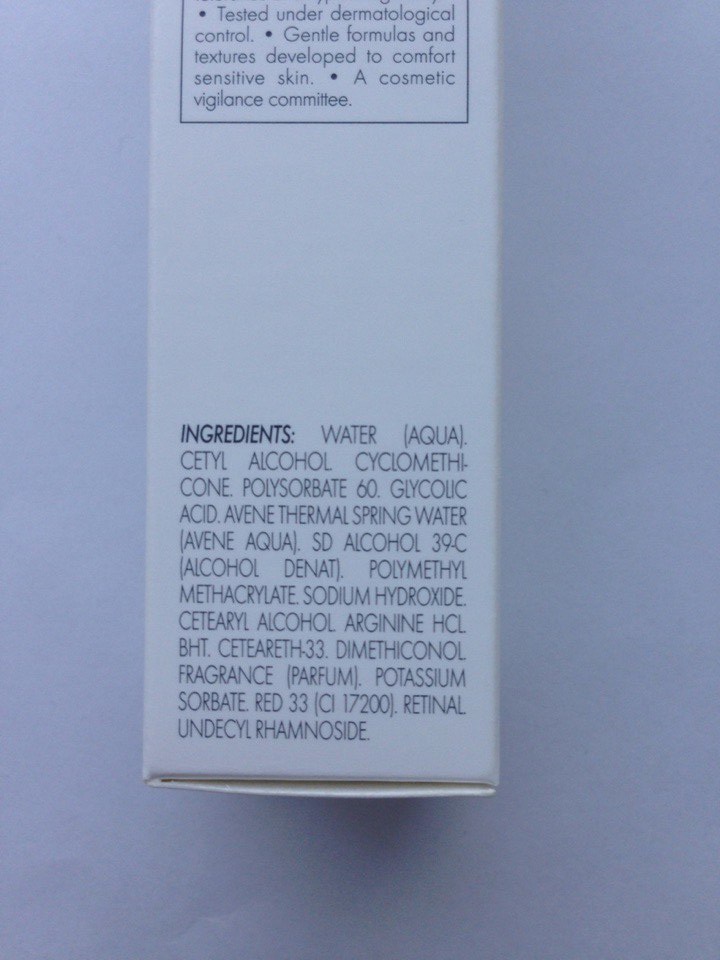 • Tested under dermatological
control. • Gentle formulas and
textures developed to comfort
sensitive skin. • A cosmetic
vigilance committee.
INGREDIENTS: WATER (AQUA).
CETYL ALCOHOL. CYCLOMETHI-
CONE. POLYSORBATE 60. GLYCOLIC
ACID. AVENE THERMAL SPRING WATER
(AVENE AQUA). SD ALCOHOL 39-C
(ALCOHOL DENAT). POLYMETHYL
METHACRYLATE. SODIUM HYDROXIDE.
CETEARYL ALCOHOL. ARGININE HCL.
BHT. CETEARETH-33. DIMETHICONOL.
FRAGRANCE (PARFUM). POTASSIUM
SORBATE. RED 33 (CI 17200). RETINAL.
UNDECYL RHAMNOSIDE.